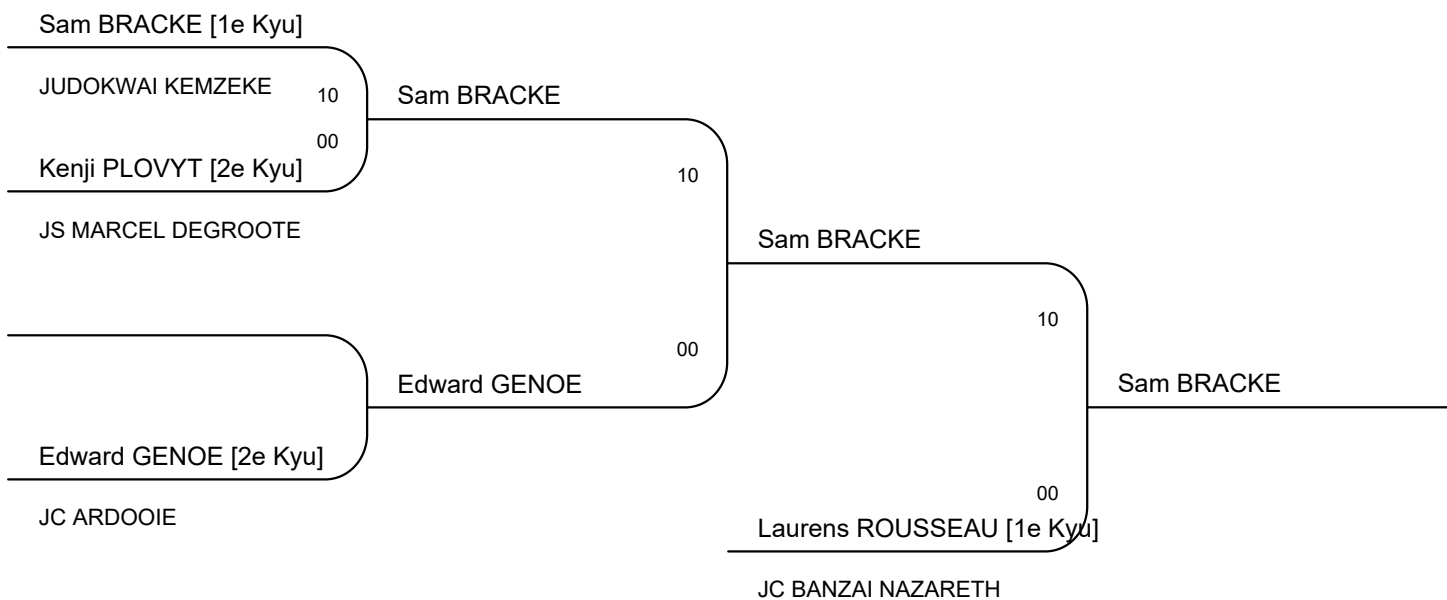 Sam BRACKE [1e Kyu]
JUDOKWAI KEMZEKE
10
Sam BRACKE
00
Kenji PLOVYT [2e Kyu]
10
JS MARCEL DEGROOTE
Sam BRACKE
10
00
Edward GENOE
Sam BRACKE
Edward GENOE [2e Kyu]
00
JC ARDOOIE
Laurens ROUSSEAU [1e Kyu]
JC BANZAI NAZARETH